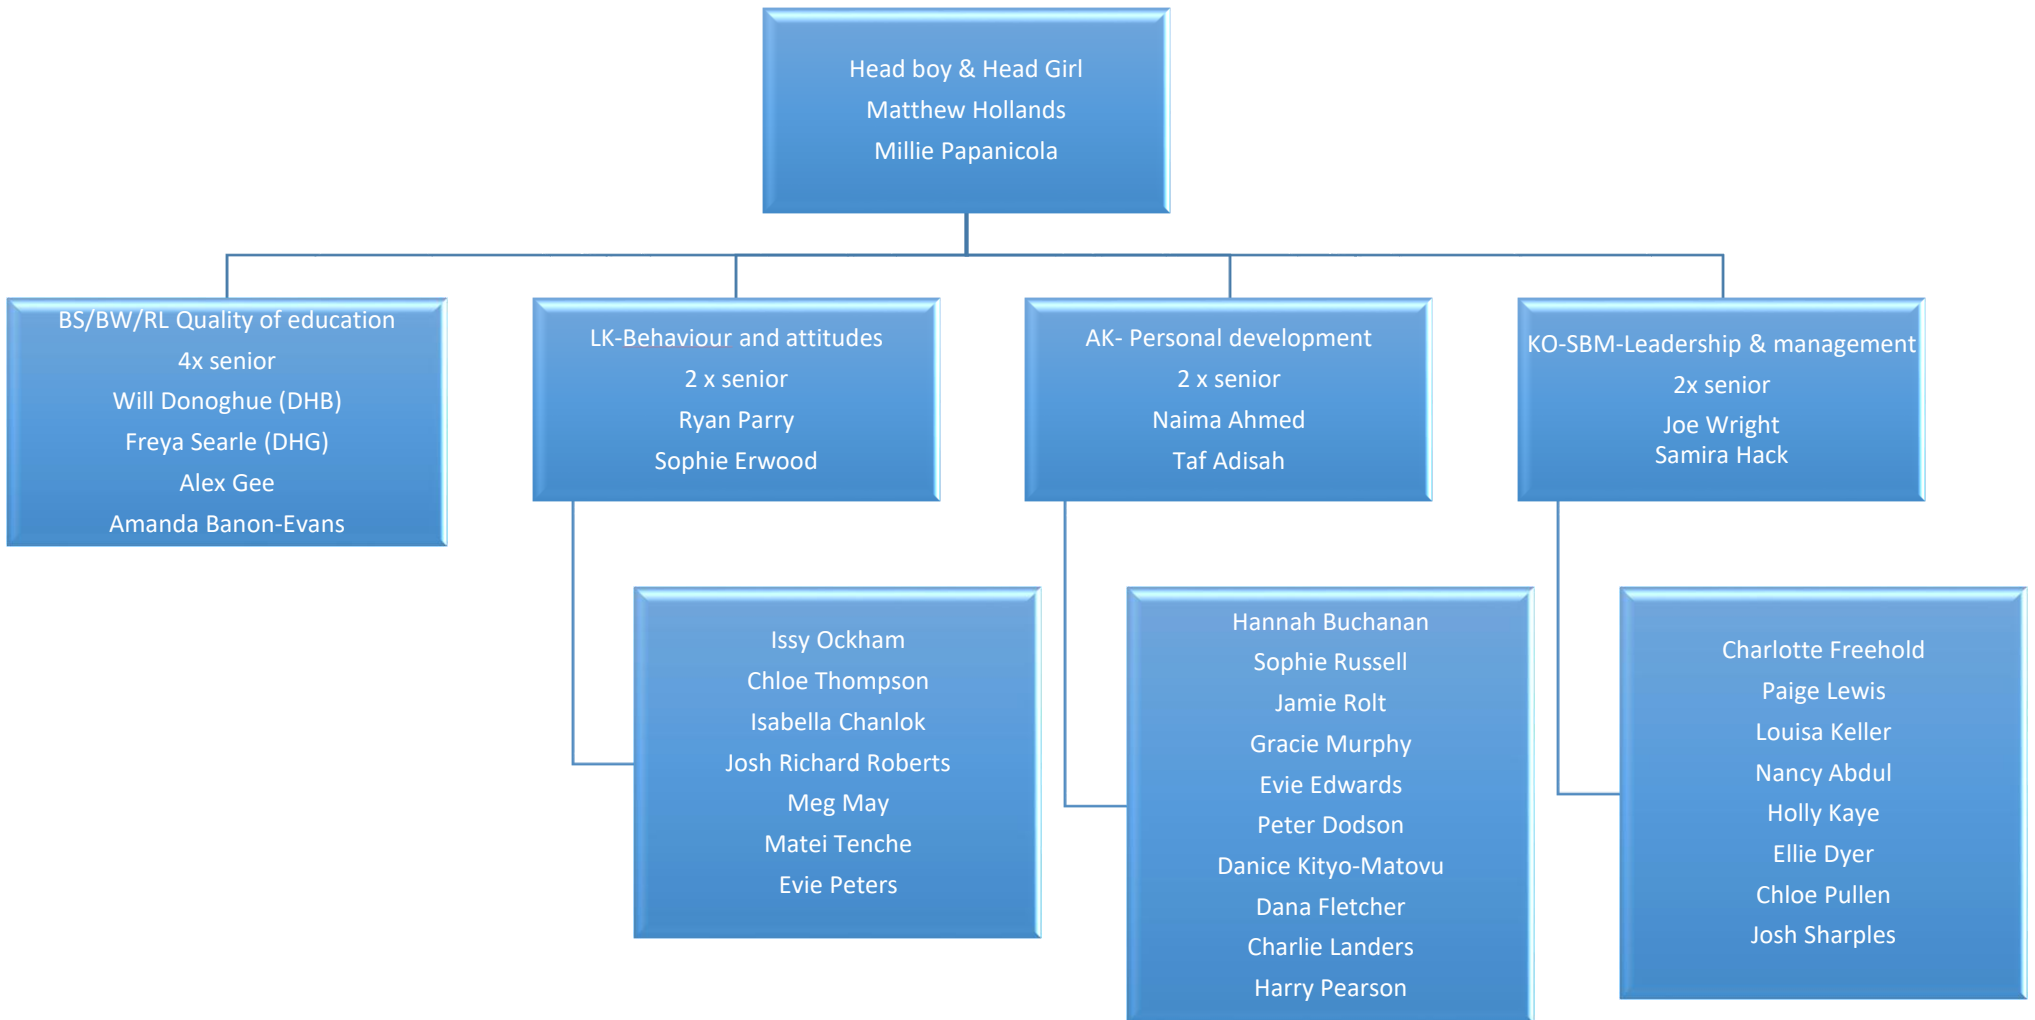 Head boy & Head Girl
Matthew Hollands
Millie Papanicola
BS/BW/RL Quality of education
4x senior
Will Donoghue (DHB)
Freya Searle (DHG)
Alex Gee
Amanda Banon-Evans
LK-Behaviour and attitudes
2 x senior
Ryan Parry
Sophie Erwood
AK- Personal development
2 x senior
Naima Ahmed
Taf Adisah
KO-SBM-Leadership & management
2x senior
Joe Wright
Samira Hack
Issy Ockham
Chloe Thompson
Isabella Chanlok
Josh Richard Roberts
Meg May
Matei Tenche
Evie Peters
Hannah Buchanan
Sophie Russell
Jamie Rolt
Gracie Murphy
Evie Edwards
Peter Dodson
Danice Kityo-Matovu
Dana Fletcher
Charlie Landers
Harry Pearson
Charlotte Freehold
Paige Lewis
Louisa Keller
Nancy Abdul
Holly Kaye
Ellie Dyer
Chloe Pullen
Josh Sharples